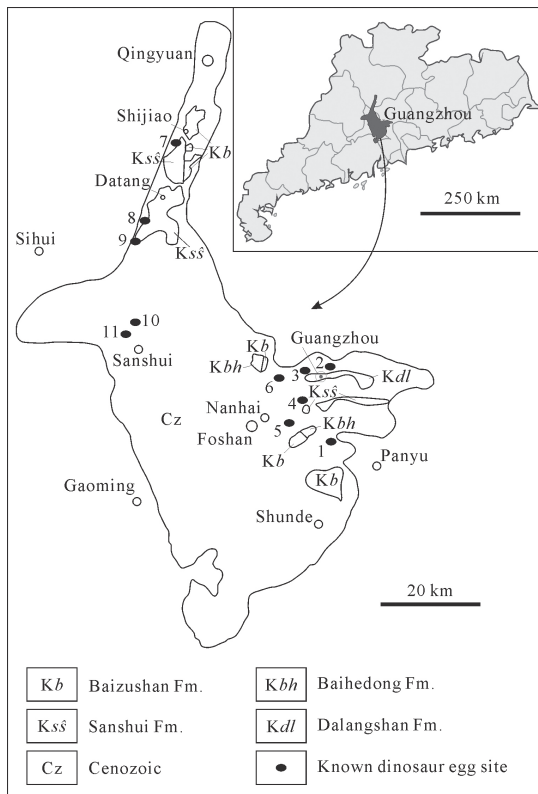 Qingyuan
Guangzhou
250 km
Shijiao
7
Kb
Ksŝ
Datang
8
9
Ksŝ
Sihui
10
11
Sanshui
Guangzhou
Kb
Kbh
2
3
Kdl
6
Ksŝ
4
Nanhai
Cz
Kbh
5
Foshan
Kb
1
Panyu
Kb
Gaoming
Shunde
20 km
Kb Baizushan Fm.
Kbh Baihedong Fm.
Ksŝ Sanshui Fm.
Kdl Dalangshan Fm.
Cz Cenozoic
Known dinosaur egg site